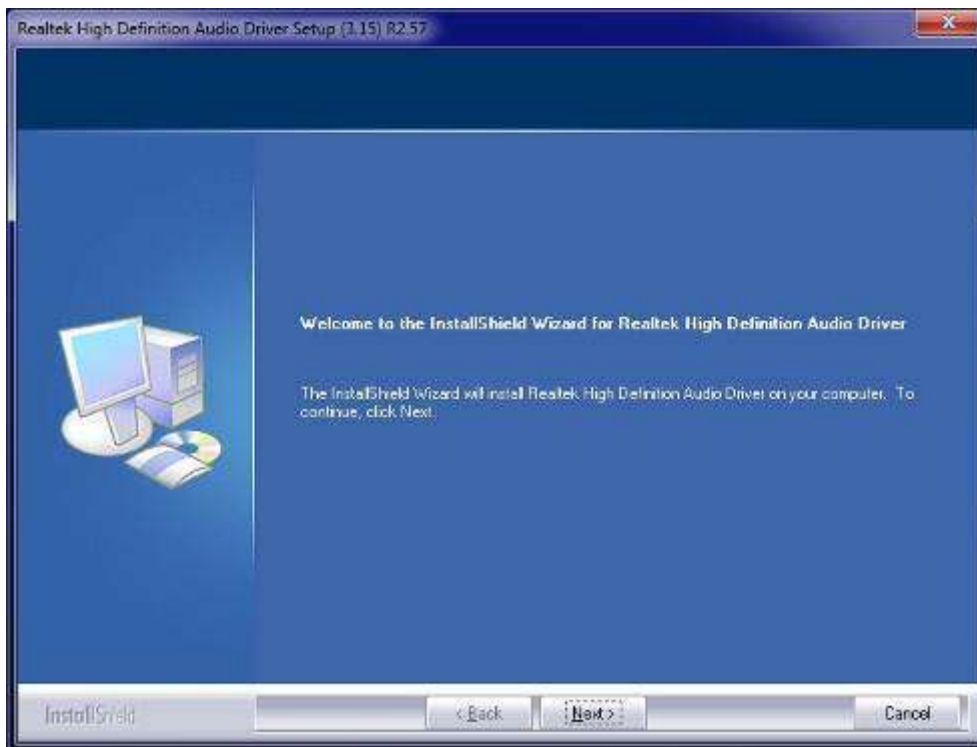 Realtek High Definition Audio Driver Setup (3.15) R2.57
Welcome to the InstallShield Wizard for Realtek High Definition Audio Driver
The InstallShield Wizard will install Realtek High Definition Audio Driver on your computer. To
continue, click Next.
InstallShield
< Back
Next >
Cancel